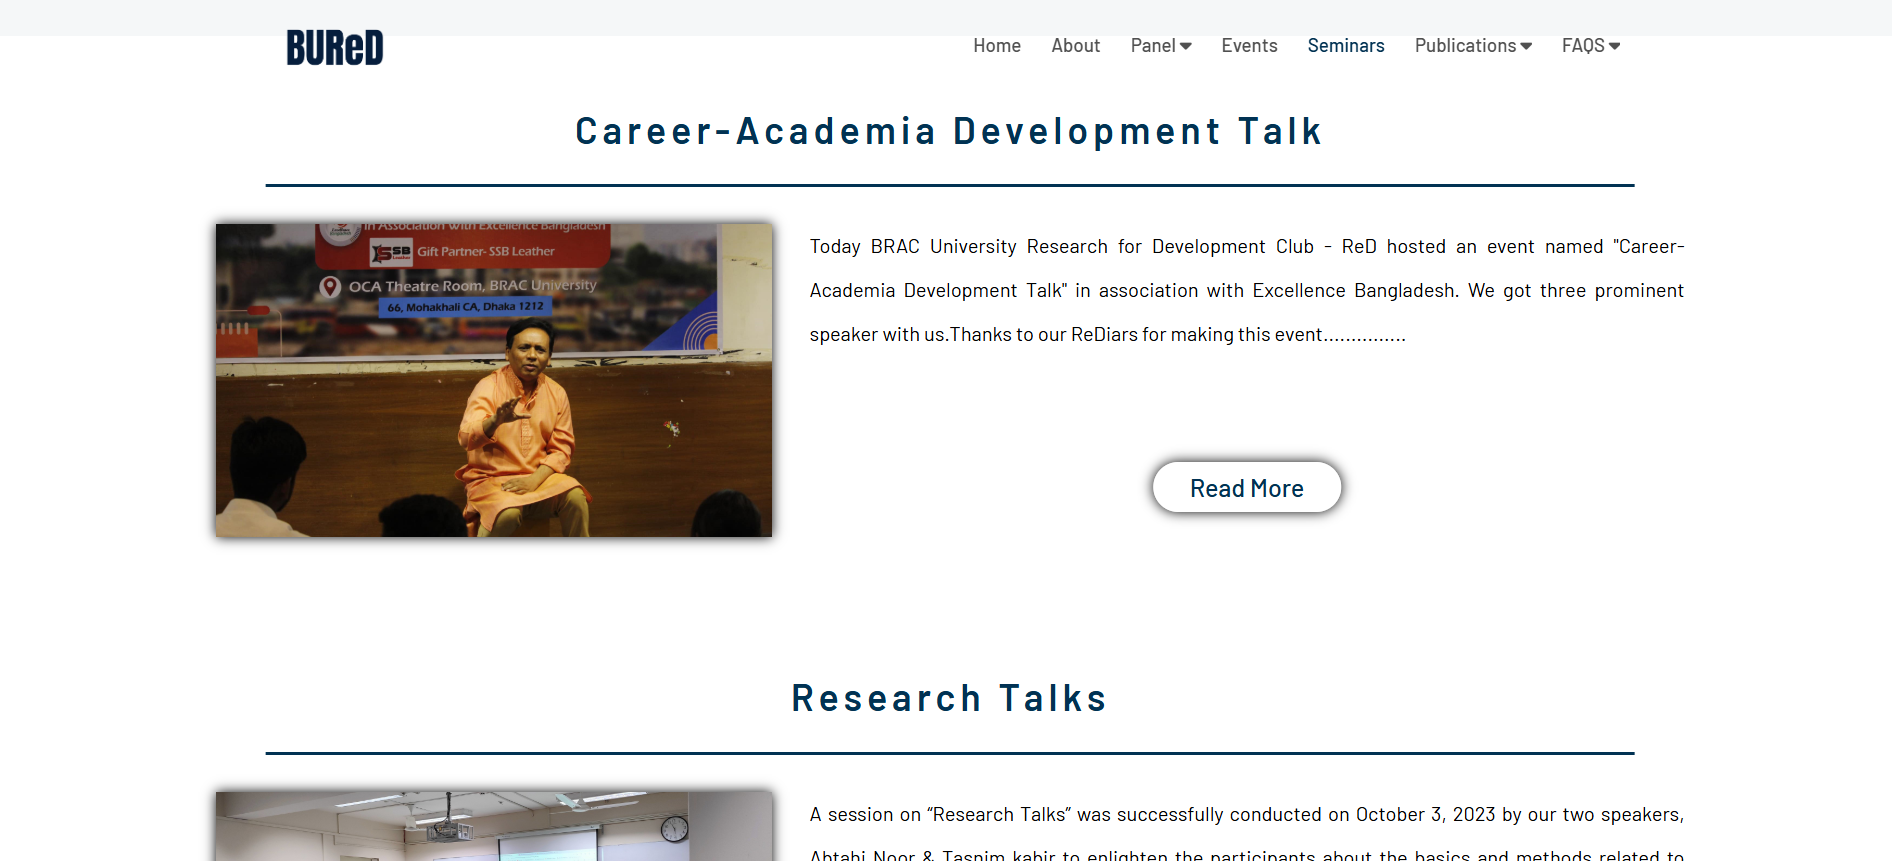 BUReD
Home About Panel Events Seminars Publications FAQS
Career-Academia Development Talk
in Association with Excellence Bangladesh
SSB
Leather
Gift Partner- SSB Leather
OCA Theatre Room, BRAC University
66, Mohakhali CA, Dhaka 1212
Today BRAC University Research for Development Club - ReD hosted an event named "Career-
Academia Development Talk" in association with Excellence Bangladesh. We got three prominent
speaker with us.Thanks to our ReDiars for making this event...............
Read More
Research Talks
A session on “Research Talks” was successfully conducted on October 3, 2023 by our two speakers,
Abtahi Noor & Tasnim kabir to enlighten the participants about the basics and methods related to